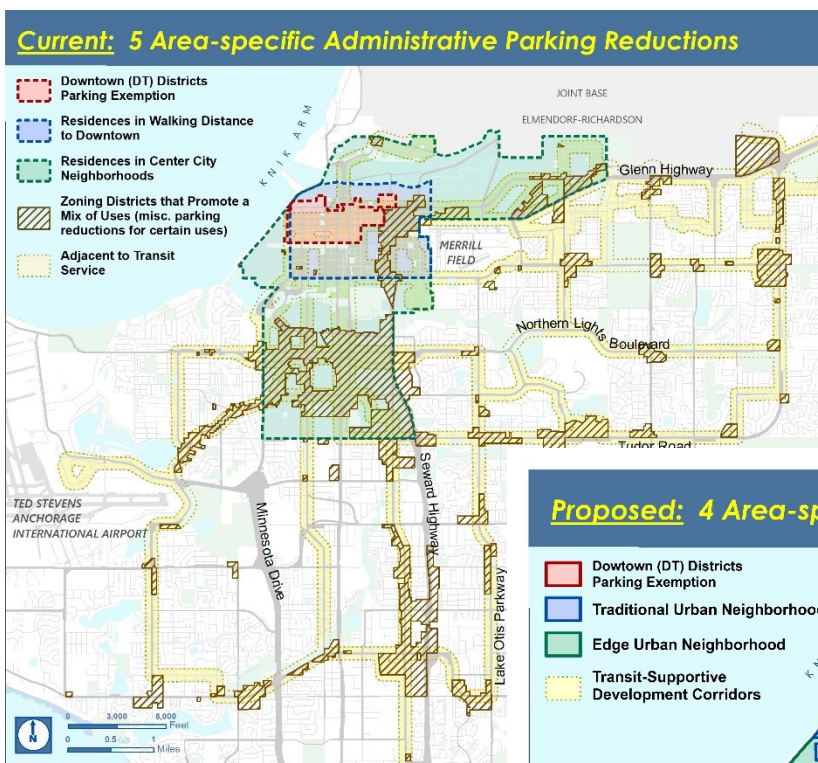 Current: 5 Area-specific Administrative Parking Reductions
Downtown (DT) Districts
Parking Exemption
Residences in Walking Distance
to Downtown
Residences in Center City
Neighborhoods
Zoning Districts that Promote a
Mix of Uses (misc. parking
reductions for certain uses)
Adjacent to Transit
Service
KNIK ARM
JOINT BASE
ELMENDORF-RICHARDSON
Glenn Highway
MERRILL
FIELD
Northern Lights
Boulevard
Tudor Road
TED STEVENS
ANCHORAGE
INTERNATIONAL AIRPORT
Minnesota Drive
Seward Highway
Lake Otis Parkway
0 3,000 6,000
Feet
0 0.5 1
Miles
N
Proposed: 4 Area-sp
Dowtown (DT) Districts
Parking Exemption
Traditional Urban Neighborhoo
Edge Urban Neighborhood
Transit-Supportive
Development Corridors
K N